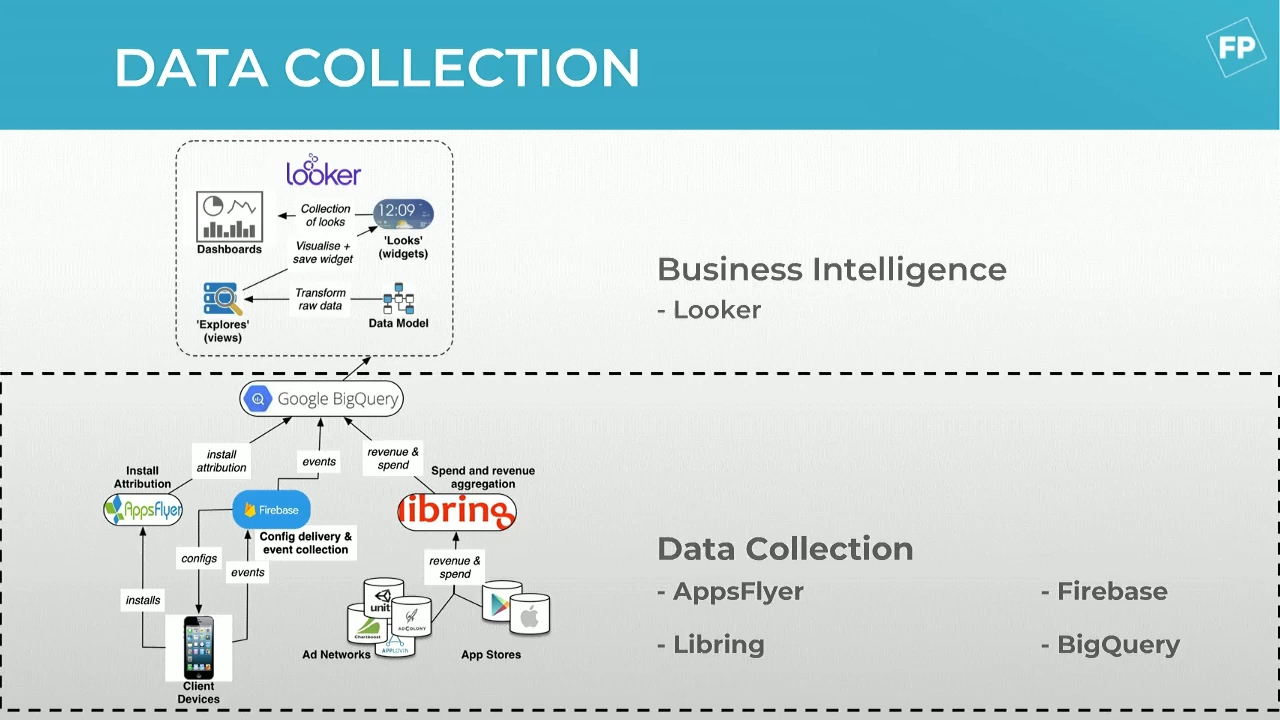 DATA COLLECTION
FP
looker
Dashboards
Collection
of looks
12:09
'Looks'
(widgets)
Visualise +
save widget
'Explores'
(views)
Transform
raw data
Data Model
Business Intelligence
- Looker
Google BigQuery
install
attribution
events
revenue &
spend
Install
Attribution
AppsFlyer
Firebase
Config delivery &
event collection
Spend and revenue
aggregation
libring
configs
events
installs
revenue &
spend
unity
Chartboost
ADCOLONY
APPLOVIN
Ad Networks
App Stores
Client
Devices
Data Collection
- AppsFlyer
- Firebase
- Libring
- BigQuery